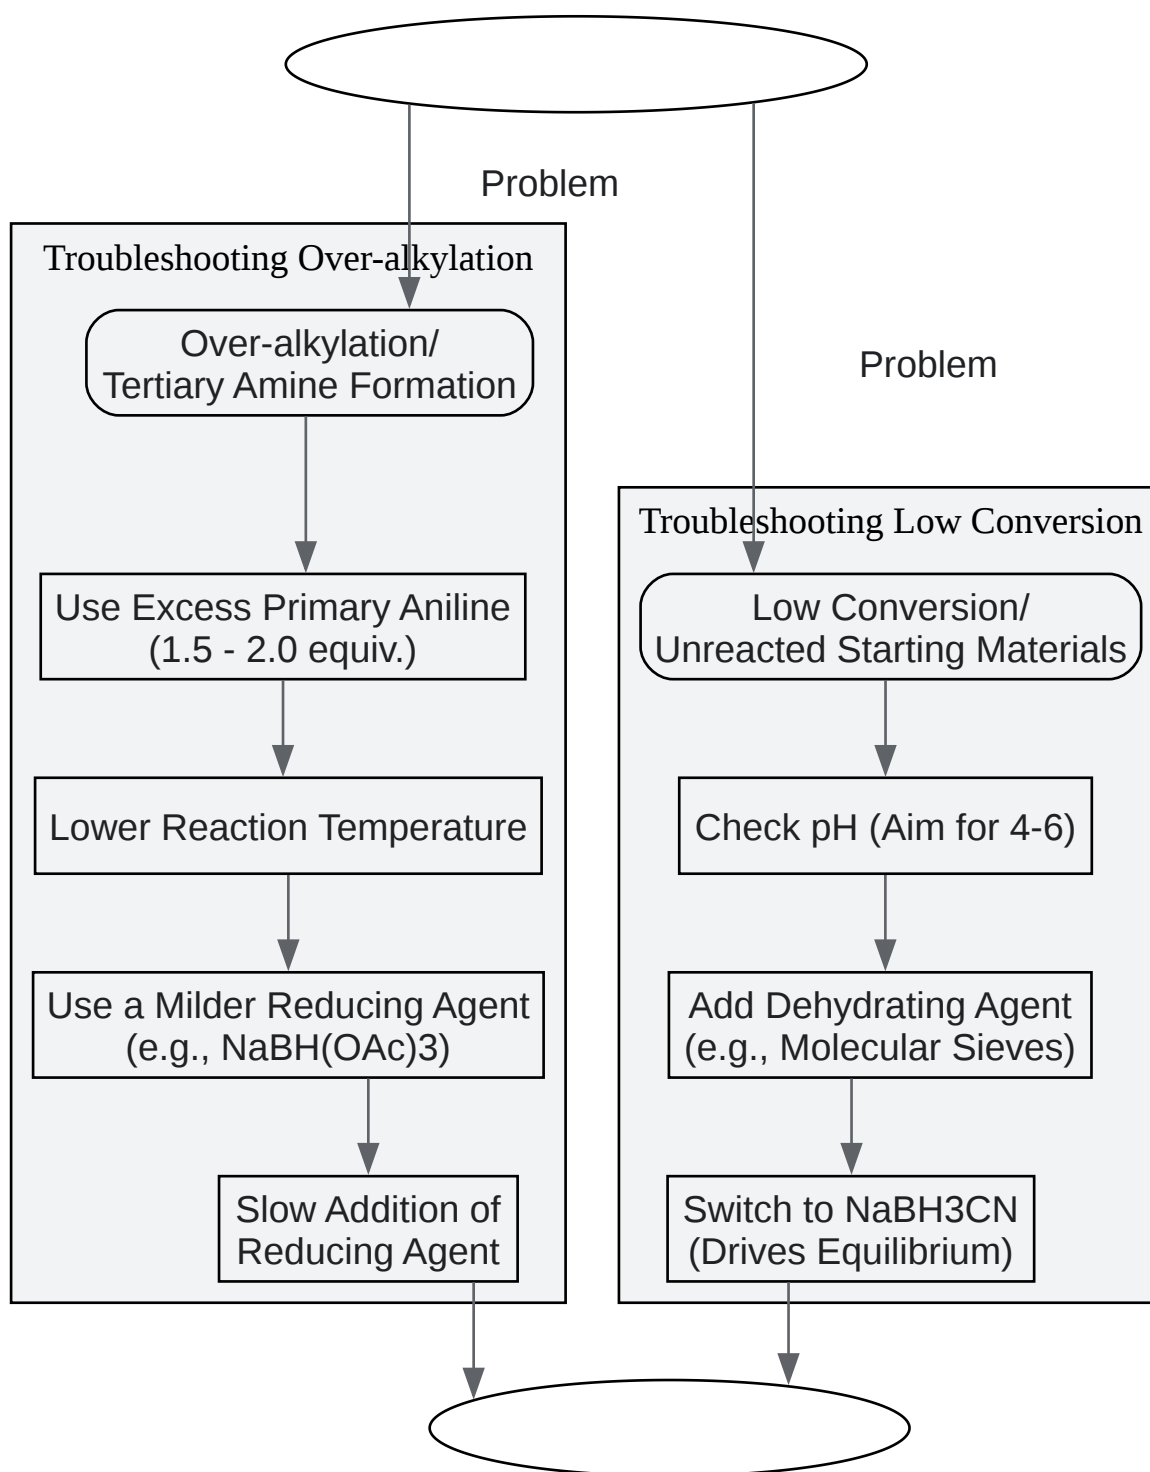 Problem
Troubleshooting Over-alkylation
Over-alkylation/
Tertiary Amine Formation
Use Excess Primary Aniline
(1.5 - 2.0 equiv.)
Lower Reaction Temperature
Use a Milder Reducing Agent
(e.g., NaBH(OAc)3)
Slow Addition of
Reducing Agent
Problem
Troubleshooting Low Conversion
Low Conversion/
Unreacted Starting Materials
Check pH (Aim for 4-6)
Add Dehydrating Agent
(e.g., Molecular Sieves)
Switch to NaBH3CN
(Drives Equilibrium)